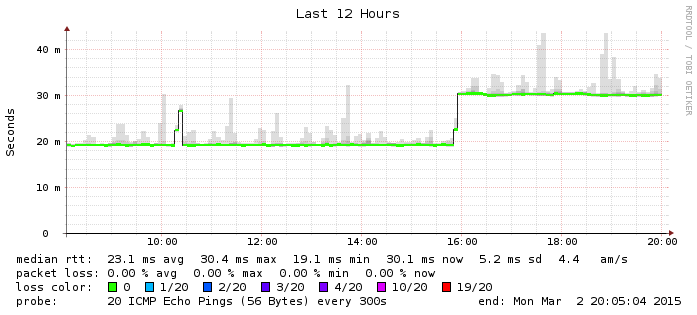 Last 12 Hours
RRDTOOL / TOBI OETIKER
Seconds
40 m
30 m
20 m
10 m
0
10:00 12:00 14:00 16:00 18:00 20:00
median rtt: 23.1 ms avg 30.4 ms max 19.1 ms min 30.1 ms now 5.2 ms sd 4.4 am/s
packet loss: 0.00 % avg 0.00 % max 0.00 % min 0.00 % now
loss color: 0 1/20 2/20 3/20 4/20 10/20 19/20
probe: 20 ICMP Echo Pings (56 Bytes) every 300s end: Mon Mar 2 20:05:04 2015